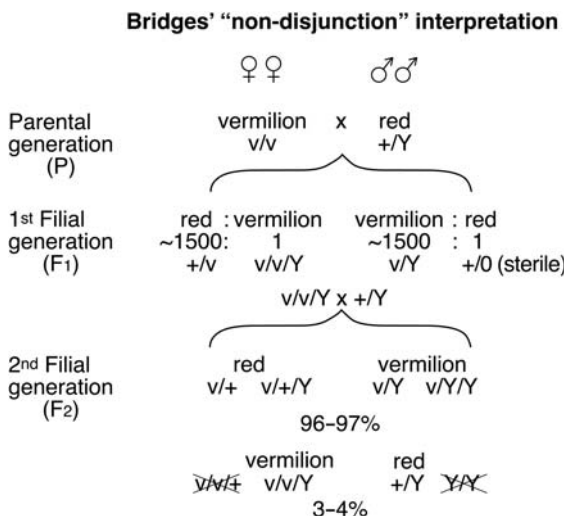 Bridges’ “non-disjunction” interpretation
♀♀ ♂♂
Parental generation (P)
vermilion x red
v/v +/Y
1st Filial generation (F1)
red : vermilion vermilion : red
~1500: 1 ~1500 : 1
+/v v/v/Y v/Y +/0 (sterile)
v/v/Y x +/Y
2nd Filial generation (F2)
red vermilion
v/+ v/+/Y v/Y v/Y/Y
96–97%
vermilion red
v/v/+ v/v/Y +/Y Y/Y
3–4%